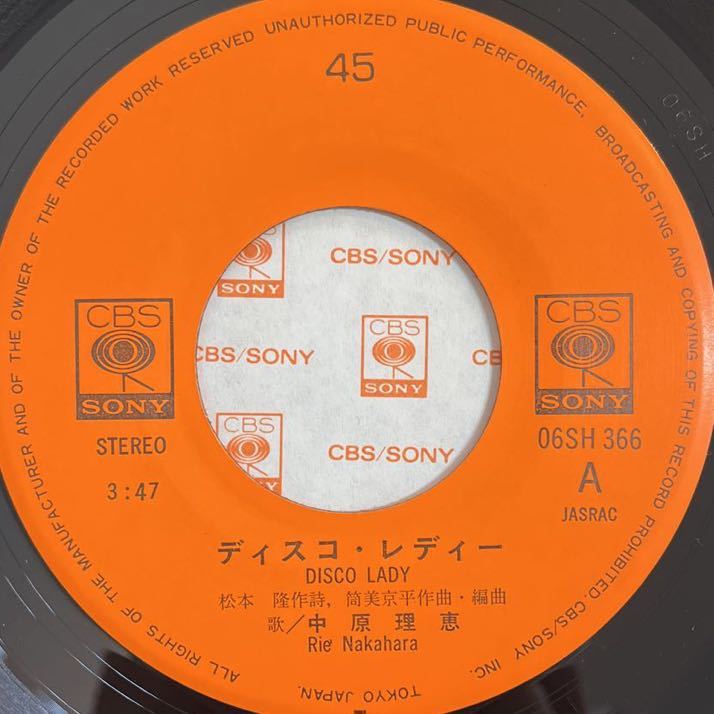 ALL RIGHTS OF THE MANUFACTURER AND OF THE OWNER OF THE RECORDED WORK RESERVED UNAUTHORIZED PUBLIC PERFORMANCE, BROADCASTING AND COPYING OF THIS RECORD PROHIBITED. CBS/SONY INC. TOKYO JAPAN.
45
06SH
CBS
SONY
STEREO
3:47
SONY
CBS/SONY
CBS/SONY
CBS
SONY
CB
CBS
SONY
CBS/SONY
CBS
SONY
06SH 366
A
JASRAC
ディスコ・レディー
DISCO LADY
松本 隆作詩, 筒美京平作曲・編曲
歌/中原理恵
Rie Nakahara